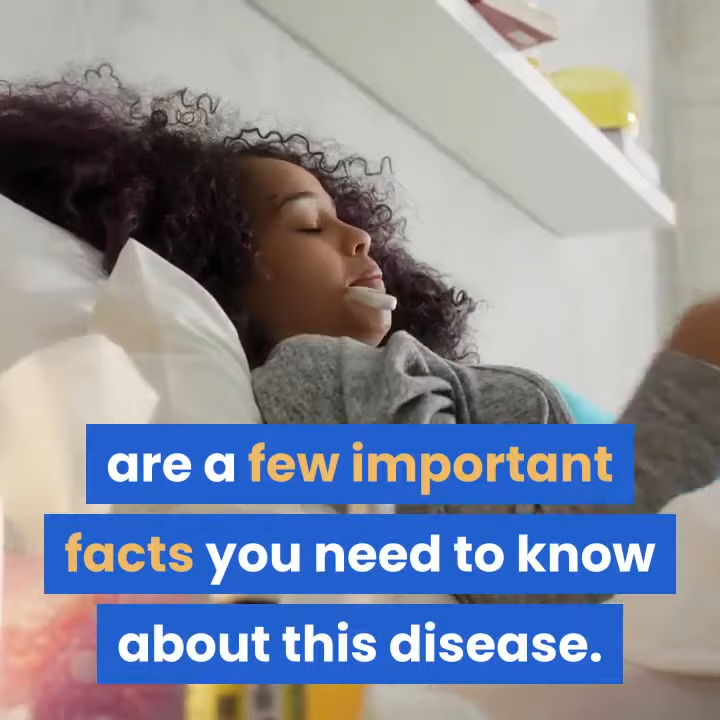 are a few important
facts you need to know
about this disease.